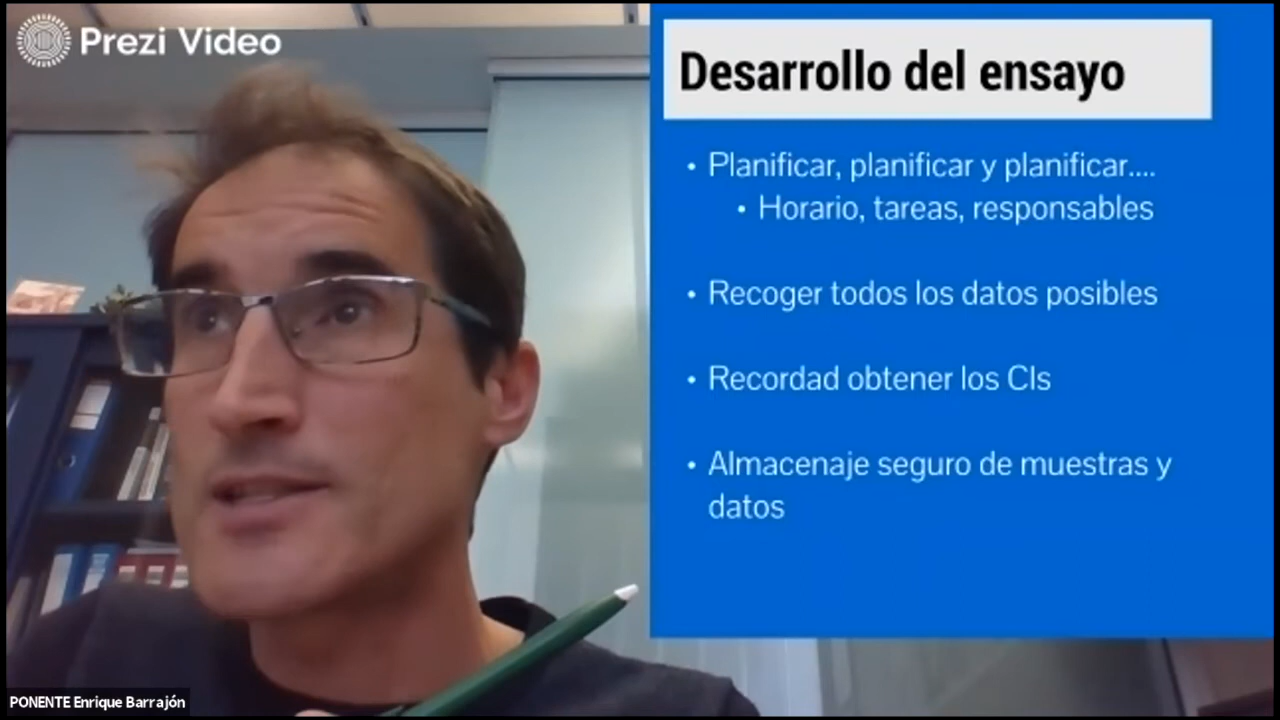 Prezi Video
Desarrollo del ensayo
• Planificar, planificar y planificar....
• Horario, tareas, responsables
• Recoger todos los datos posibles
• Recordad obtener los CIs
• Almacenaje seguro de muestras y
datos
PONENTE Enrique Barrajón